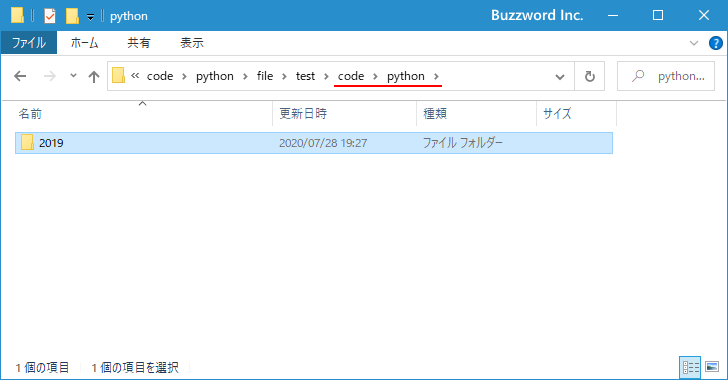 python Buzzword Inc.
ファイル ホーム 共有 表示
code python file test code python python...
名前 更新日時 種類 サイズ
2019 2020/07/28 19:27 ファイル フォルダー
1 個の項目 1 個の項目を選択